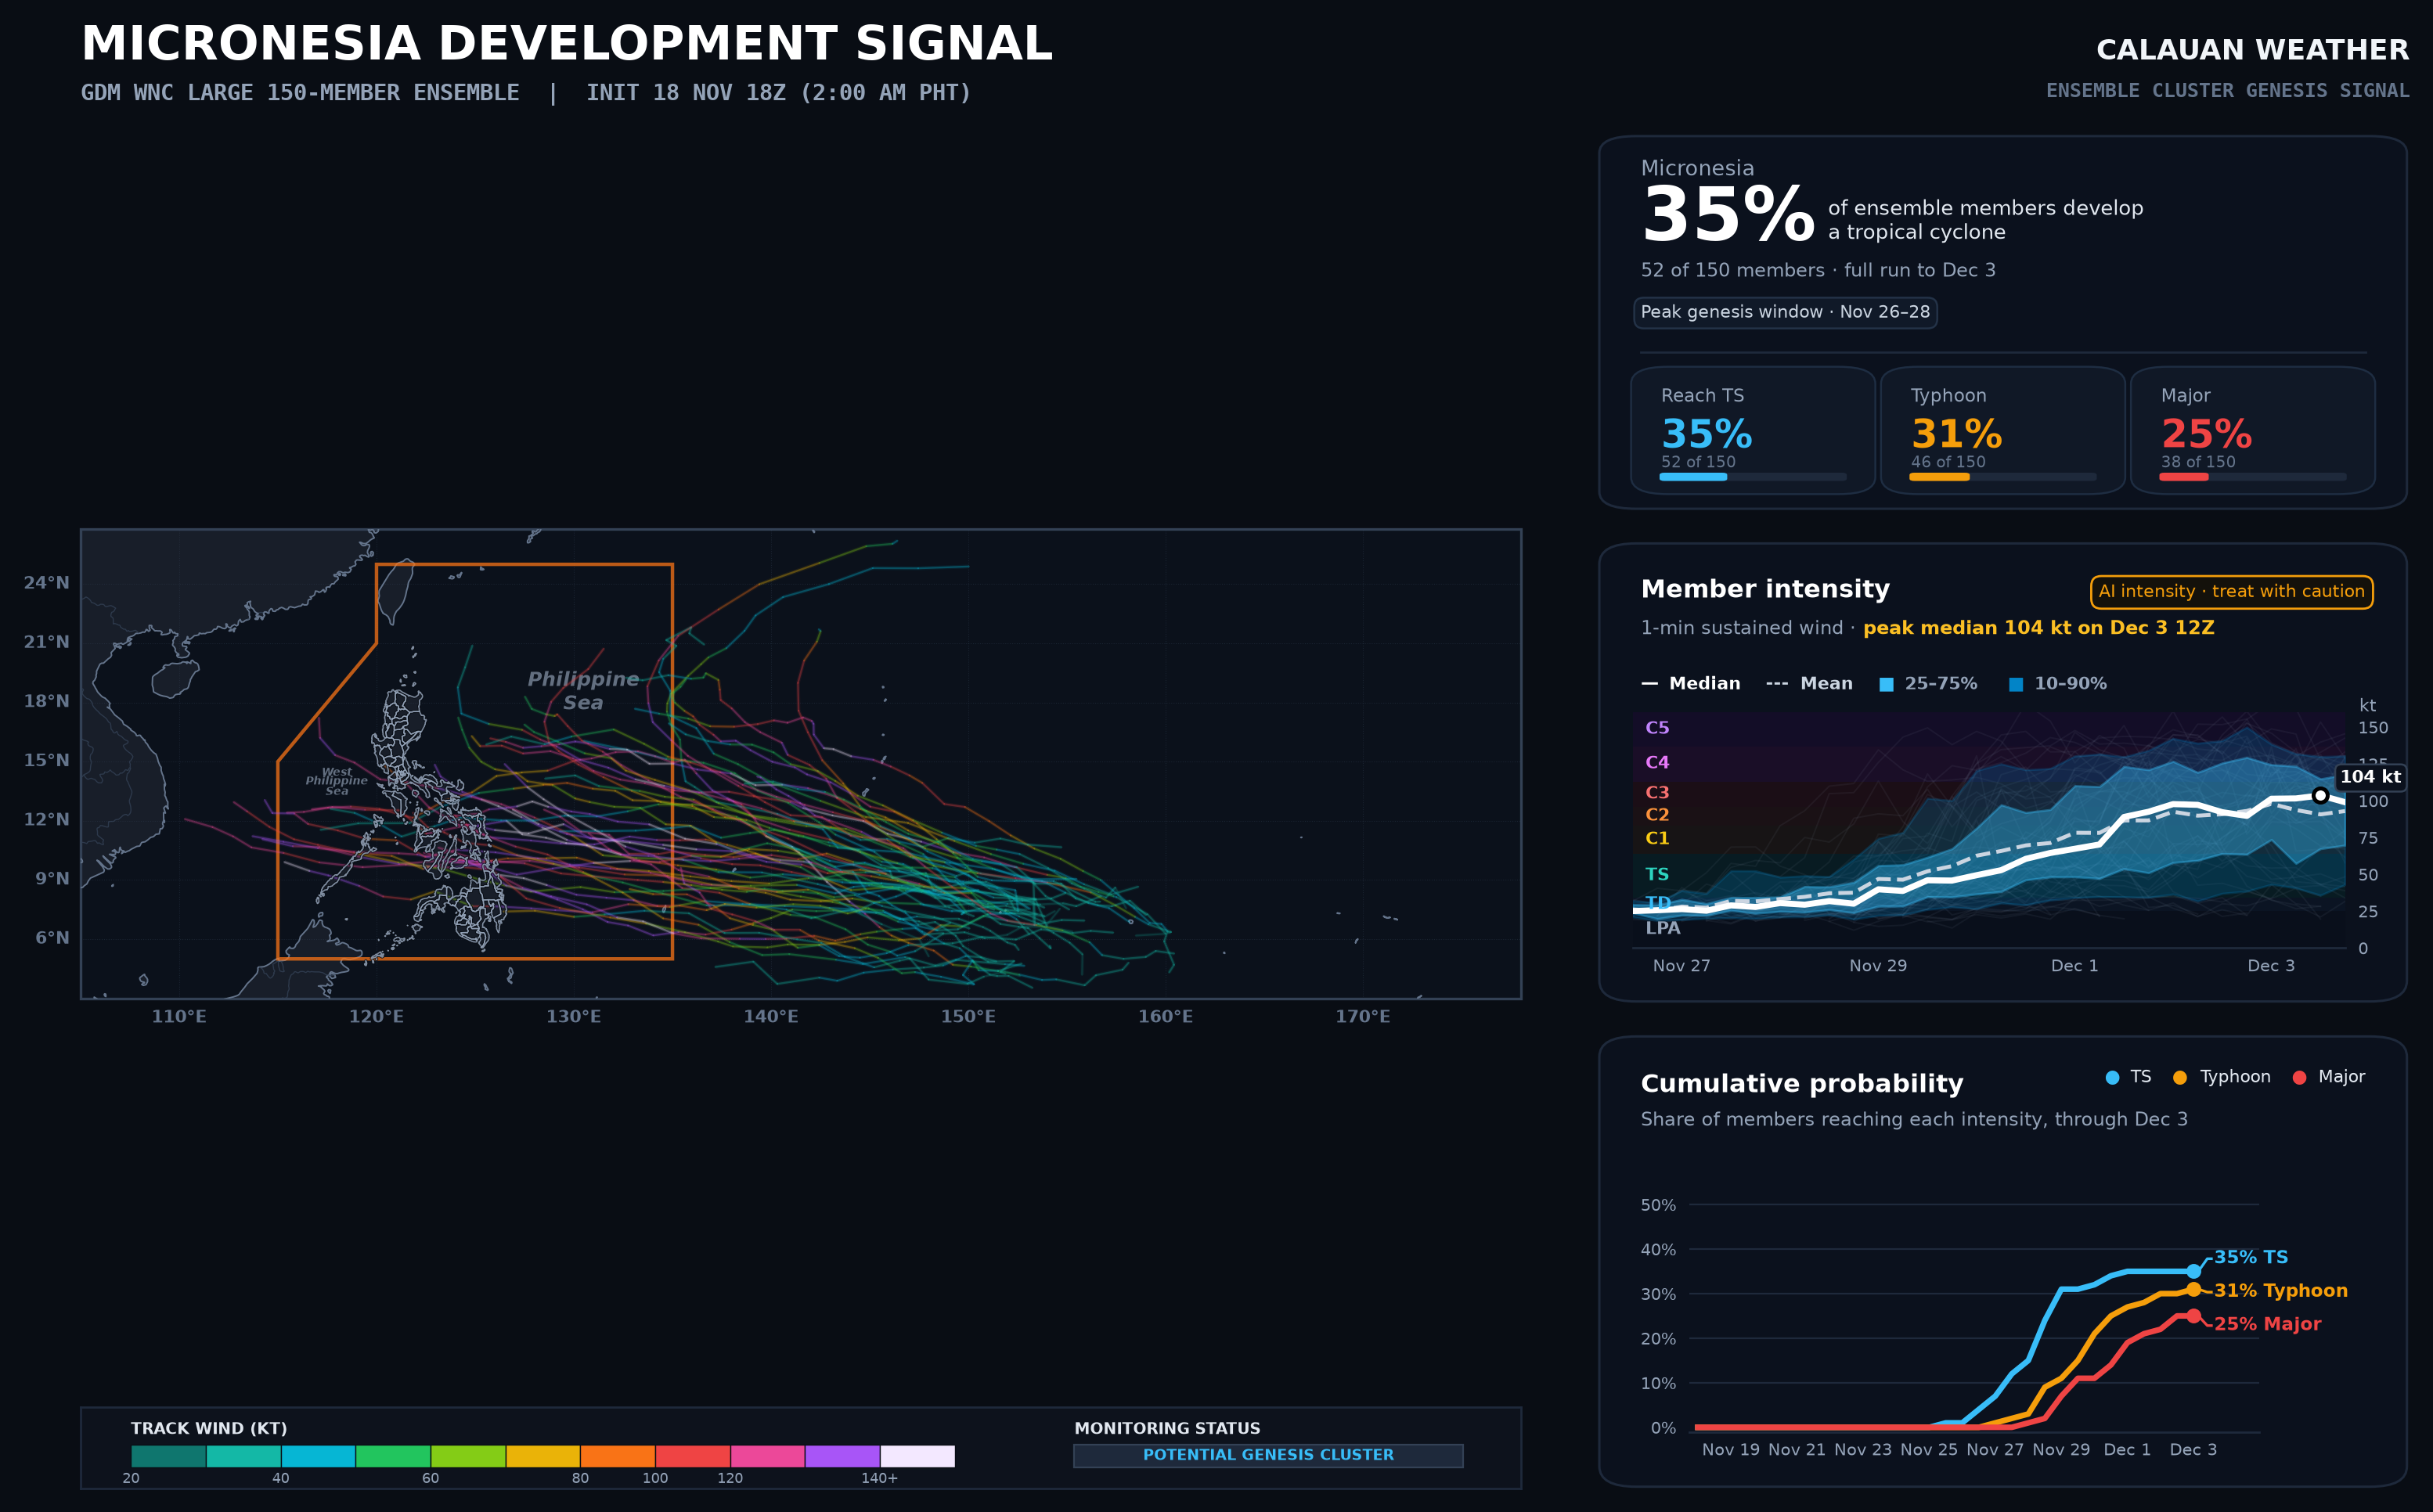 MICRONESIA DEVELOPMENT SIGNAL
GDM WNC LARGE 150-MEMBER ENSEMBLE | INIT 18 NOV 18Z (2:00 AM PHT)
CALAUAN WEATHER
ENSEMBLE CLUSTER GENESIS SIGNAL
Micronesia
35% of ensemble members develop
a tropical cyclone
52 of 150 members · full run to Dec 3
Peak genesis window · Nov 26–28
Reach TS
35%
52 of 150
Typhoon
31%
46 of 150
Major
25%
38 of 150
24°N
21°N
18°N
15°N
12°N
9°N
6°N
Philippine
Sea
West
Philippine
Sea
110°E 120°E 130°E 140°E 150°E 160°E 170°E
Member intensity
AI intensity · treat with caution
1-min sustained wind · peak median 104 kt on Dec 3 12Z
Median Mean 25–75% 10–90%
kt
C5
C4
C3
C2
C1
TS
TD
LPA
150
125
104 kt
100
75
50
25
0
Nov 27 Nov 29 Dec 1 Dec 3
Cumulative probability
TS Typhoon Major
Share of members reaching each intensity, through Dec 3
50%
40%
30%
20%
10%
0%
35% TS
31% Typhoon
25% Major
Nov 19 Nov 21 Nov 23 Nov 25 Nov 27 Nov 29 Dec 1 Dec 3
TRACK WIND (KT)
20 40 60 80 100 120 140+
MONITORING STATUS
POTENTIAL GENESIS CLUSTER